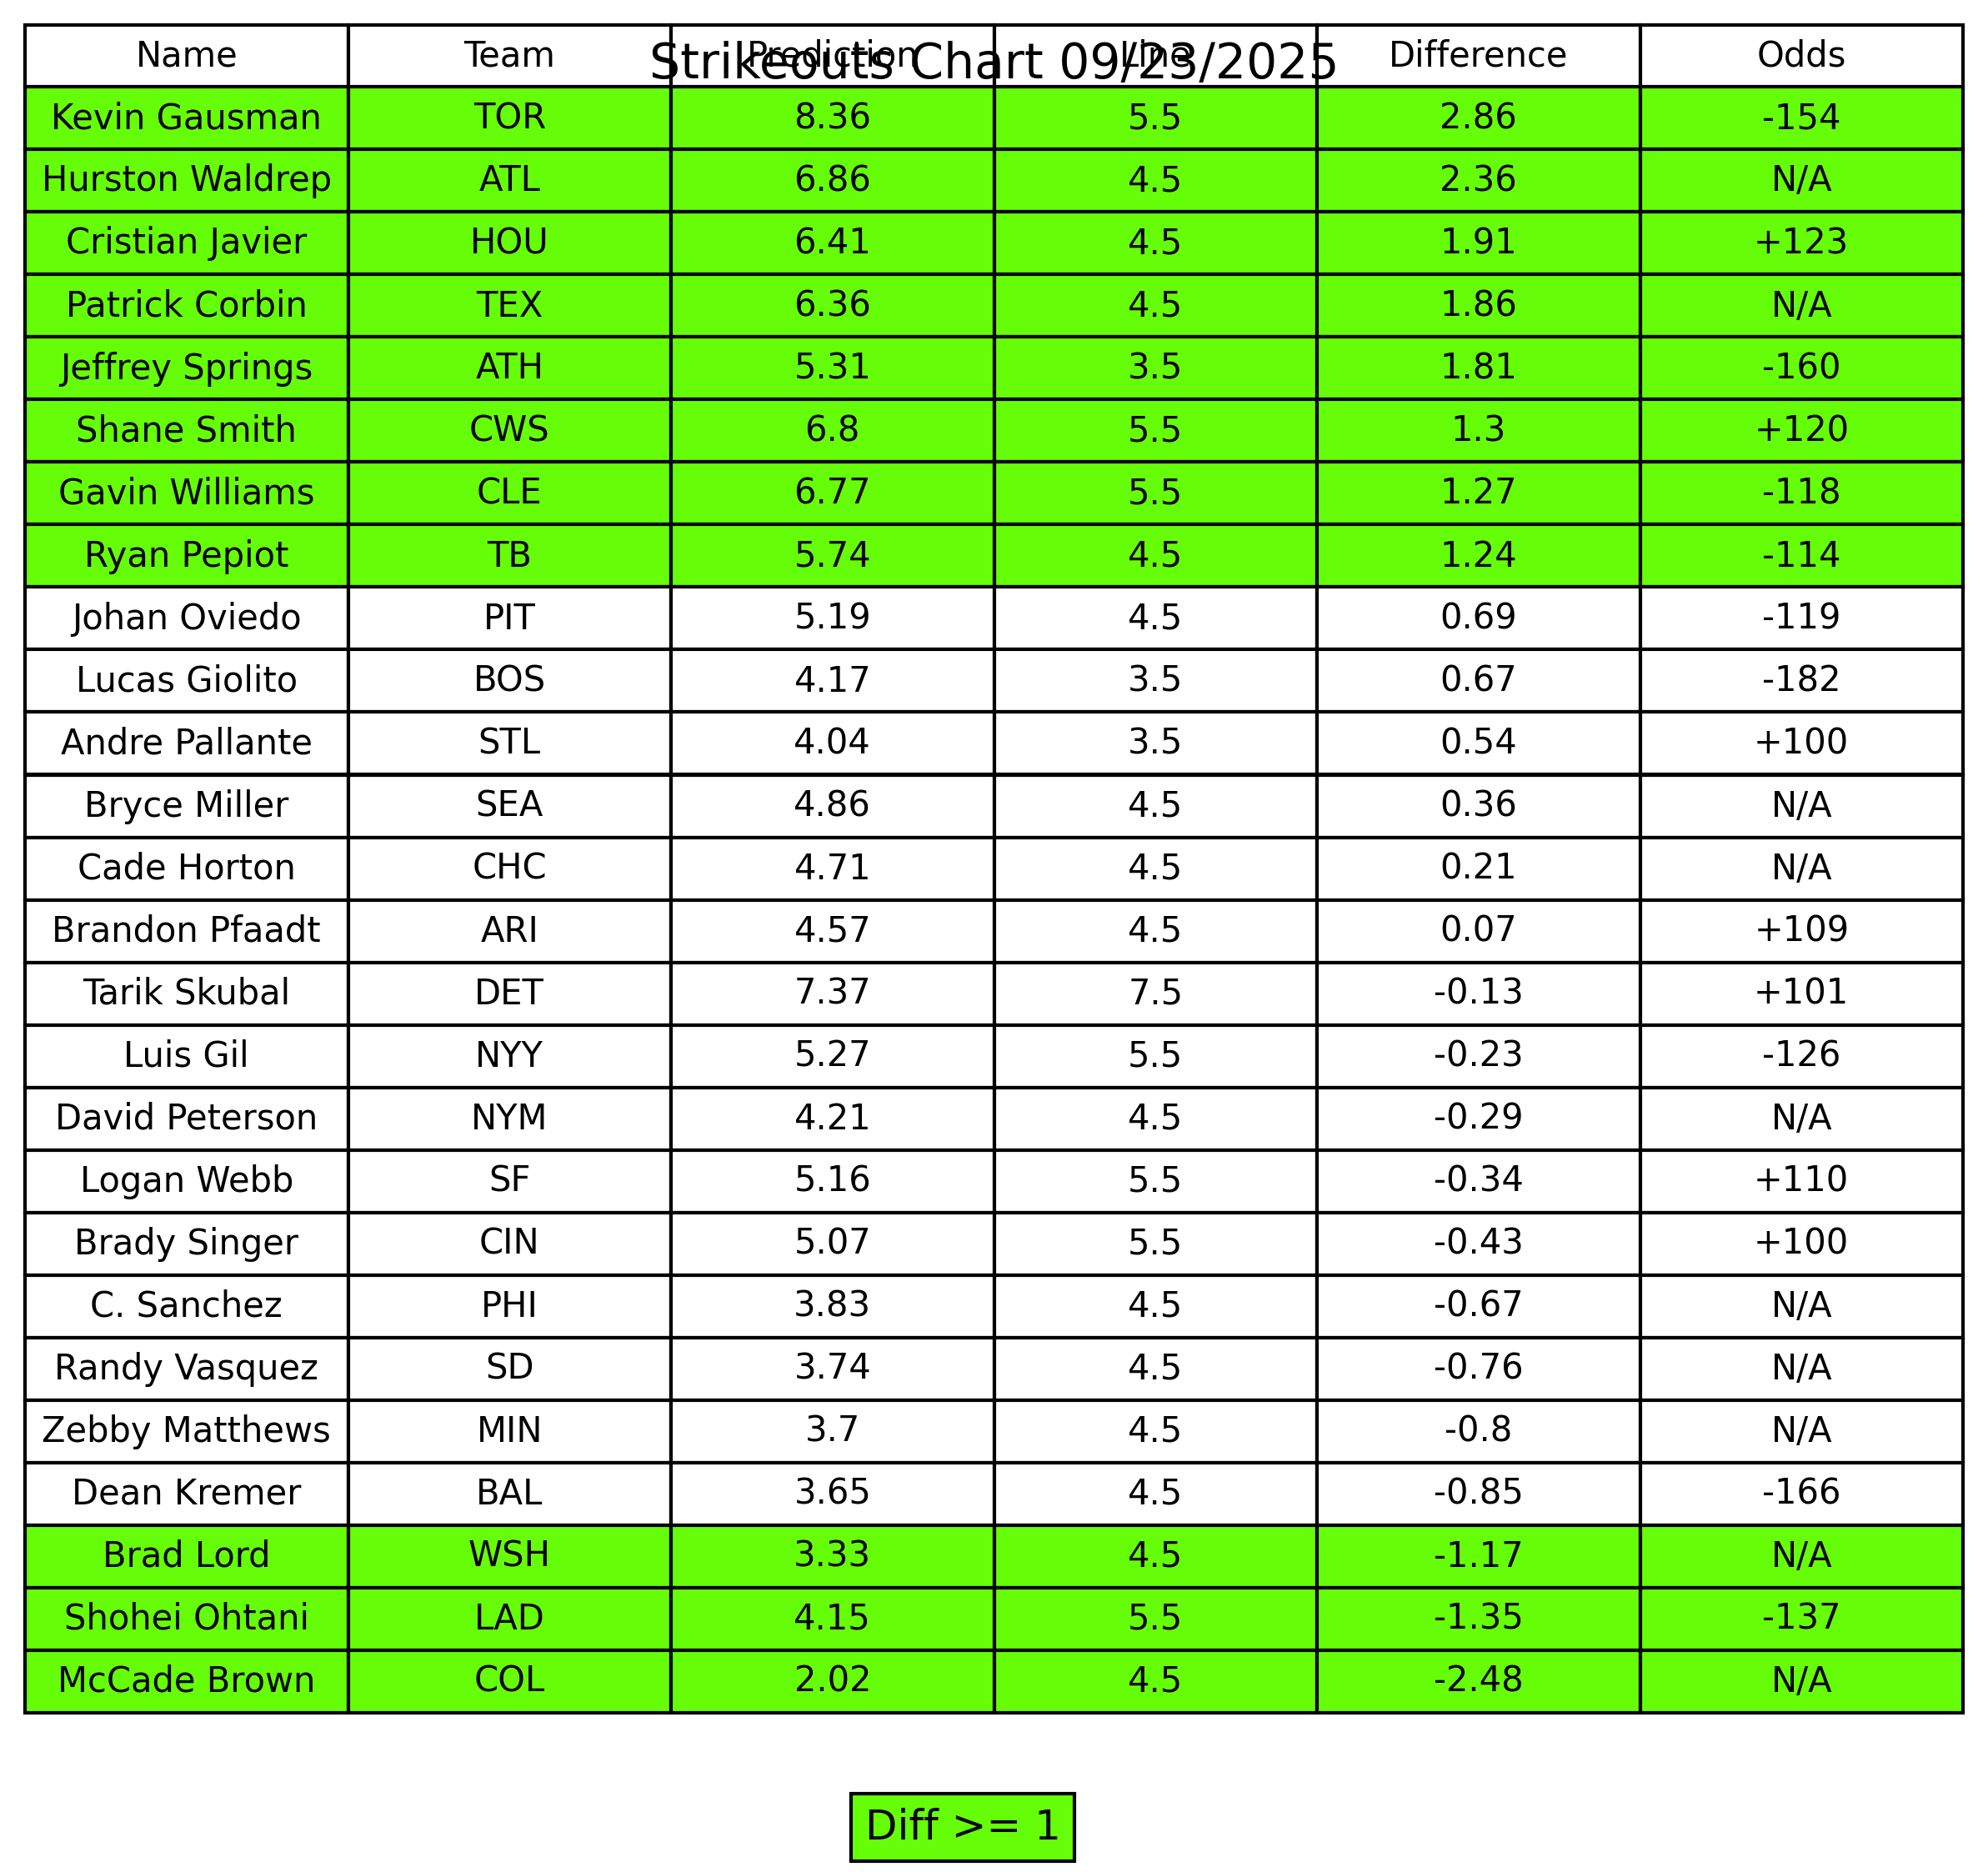 Strikeouts Chart 09/23/2025
Name Team Prediction Line Difference Odds
Kevin Gausman TOR 8.36 5.5 2.86 -154
Hurston Waldrep ATL 6.86 4.5 2.36 N/A
Cristian Javier HOU 6.41 4.5 1.91 +123
Patrick Corbin TEX 6.36 4.5 1.86 N/A
Jeffrey Springs ATH 5.31 3.5 1.81 -160
Shane Smith CWS 6.8 5.5 1.3 +120
Gavin Williams CLE 6.77 5.5 1.27 -118
Ryan Pepiot TB 5.74 4.5 1.24 -114
Johan Oviedo PIT 5.19 4.5 0.69 -119
Lucas Giolito BOS 4.17 3.5 0.67 -182
Andre Pallante STL 4.04 3.5 0.54 +100
Bryce Miller SEA 4.86 4.5 0.36 N/A
Cade Horton CHC 4.71 4.5 0.21 N/A
Brandon Pfaadt ARI 4.57 4.5 0.07 +109
Tarik Skubal DET 7.37 7.5 -0.13 +101
Luis Gil NYY 5.27 5.5 -0.23 -126
David Peterson NYM 4.21 4.5 -0.29 N/A
Logan Webb SF 5.16 5.5 -0.34 +110
Brady Singer CIN 5.07 5.5 -0.43 +100
C. Sanchez PHI 3.83 4.5 -0.67 N/A
Randy Vasquez SD 3.74 4.5 -0.76 N/A
Zebby Matthews MIN 3.7 4.5 -0.8 N/A
Dean Kremer BAL 3.65 4.5 -0.85 -166
Brad Lord WSH 3.33 4.5 -1.17 N/A
Shohei Ohtani LAD 4.15 5.5 -1.35 -137
McCade Brown COL 2.02 4.5 -2.48 N/A
Diff >= 1